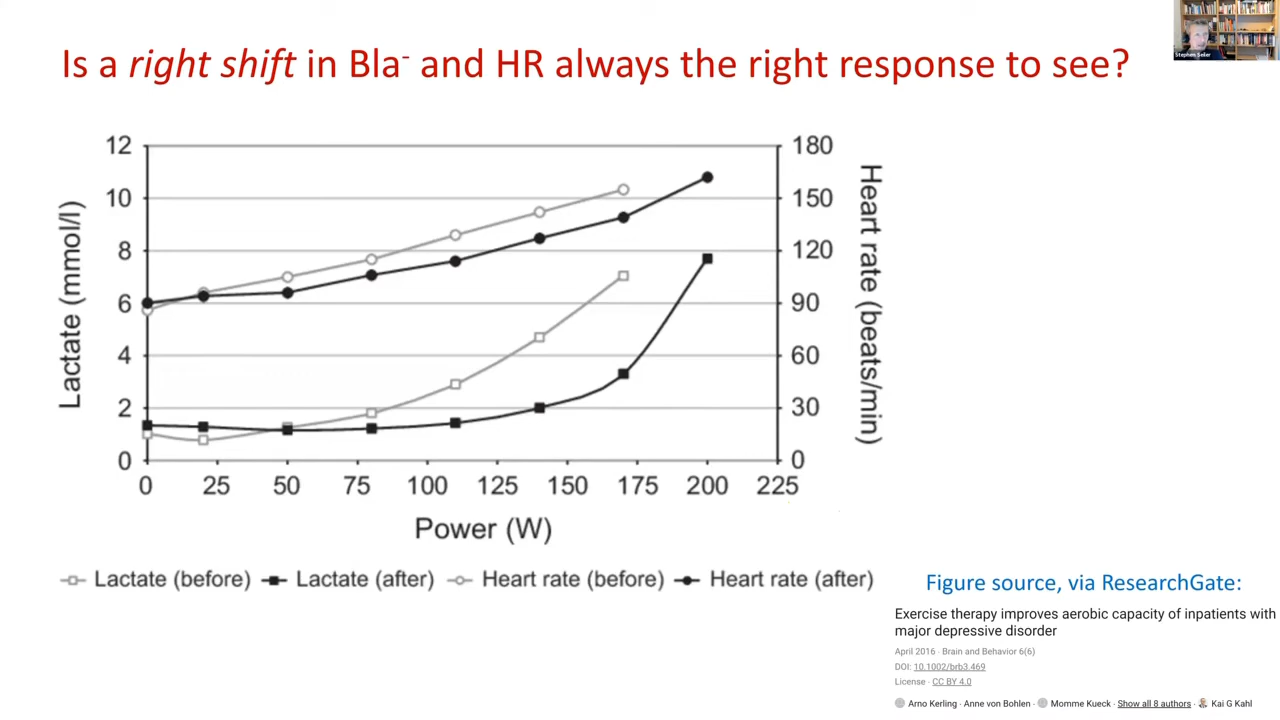 Is a right shift in Bla- and HR always the right response to see?
Stephen Seiler
Lactate (mmol/l)
12
10
8
6
4
2
0
180
150
120
90
60
30
0
Heart rate (beats/min)
0 25 50 75 100 125 150 175 200 225
Power (W)
Lactate (before) Lactate (after) Heart rate (before) Heart rate (after)
Figure source, via ResearchGate:
Exercise therapy improves aerobic capacity of inpatients with
major depressive disorder
April 2016 · Brain and Behavior 6(6)
DOI: 10.1002/brb3.469
License · CC BY 4.0
Arno Kerling · Anne von Bohlen · Momme Kueck · Show all 8 authors · Kai G Kahl